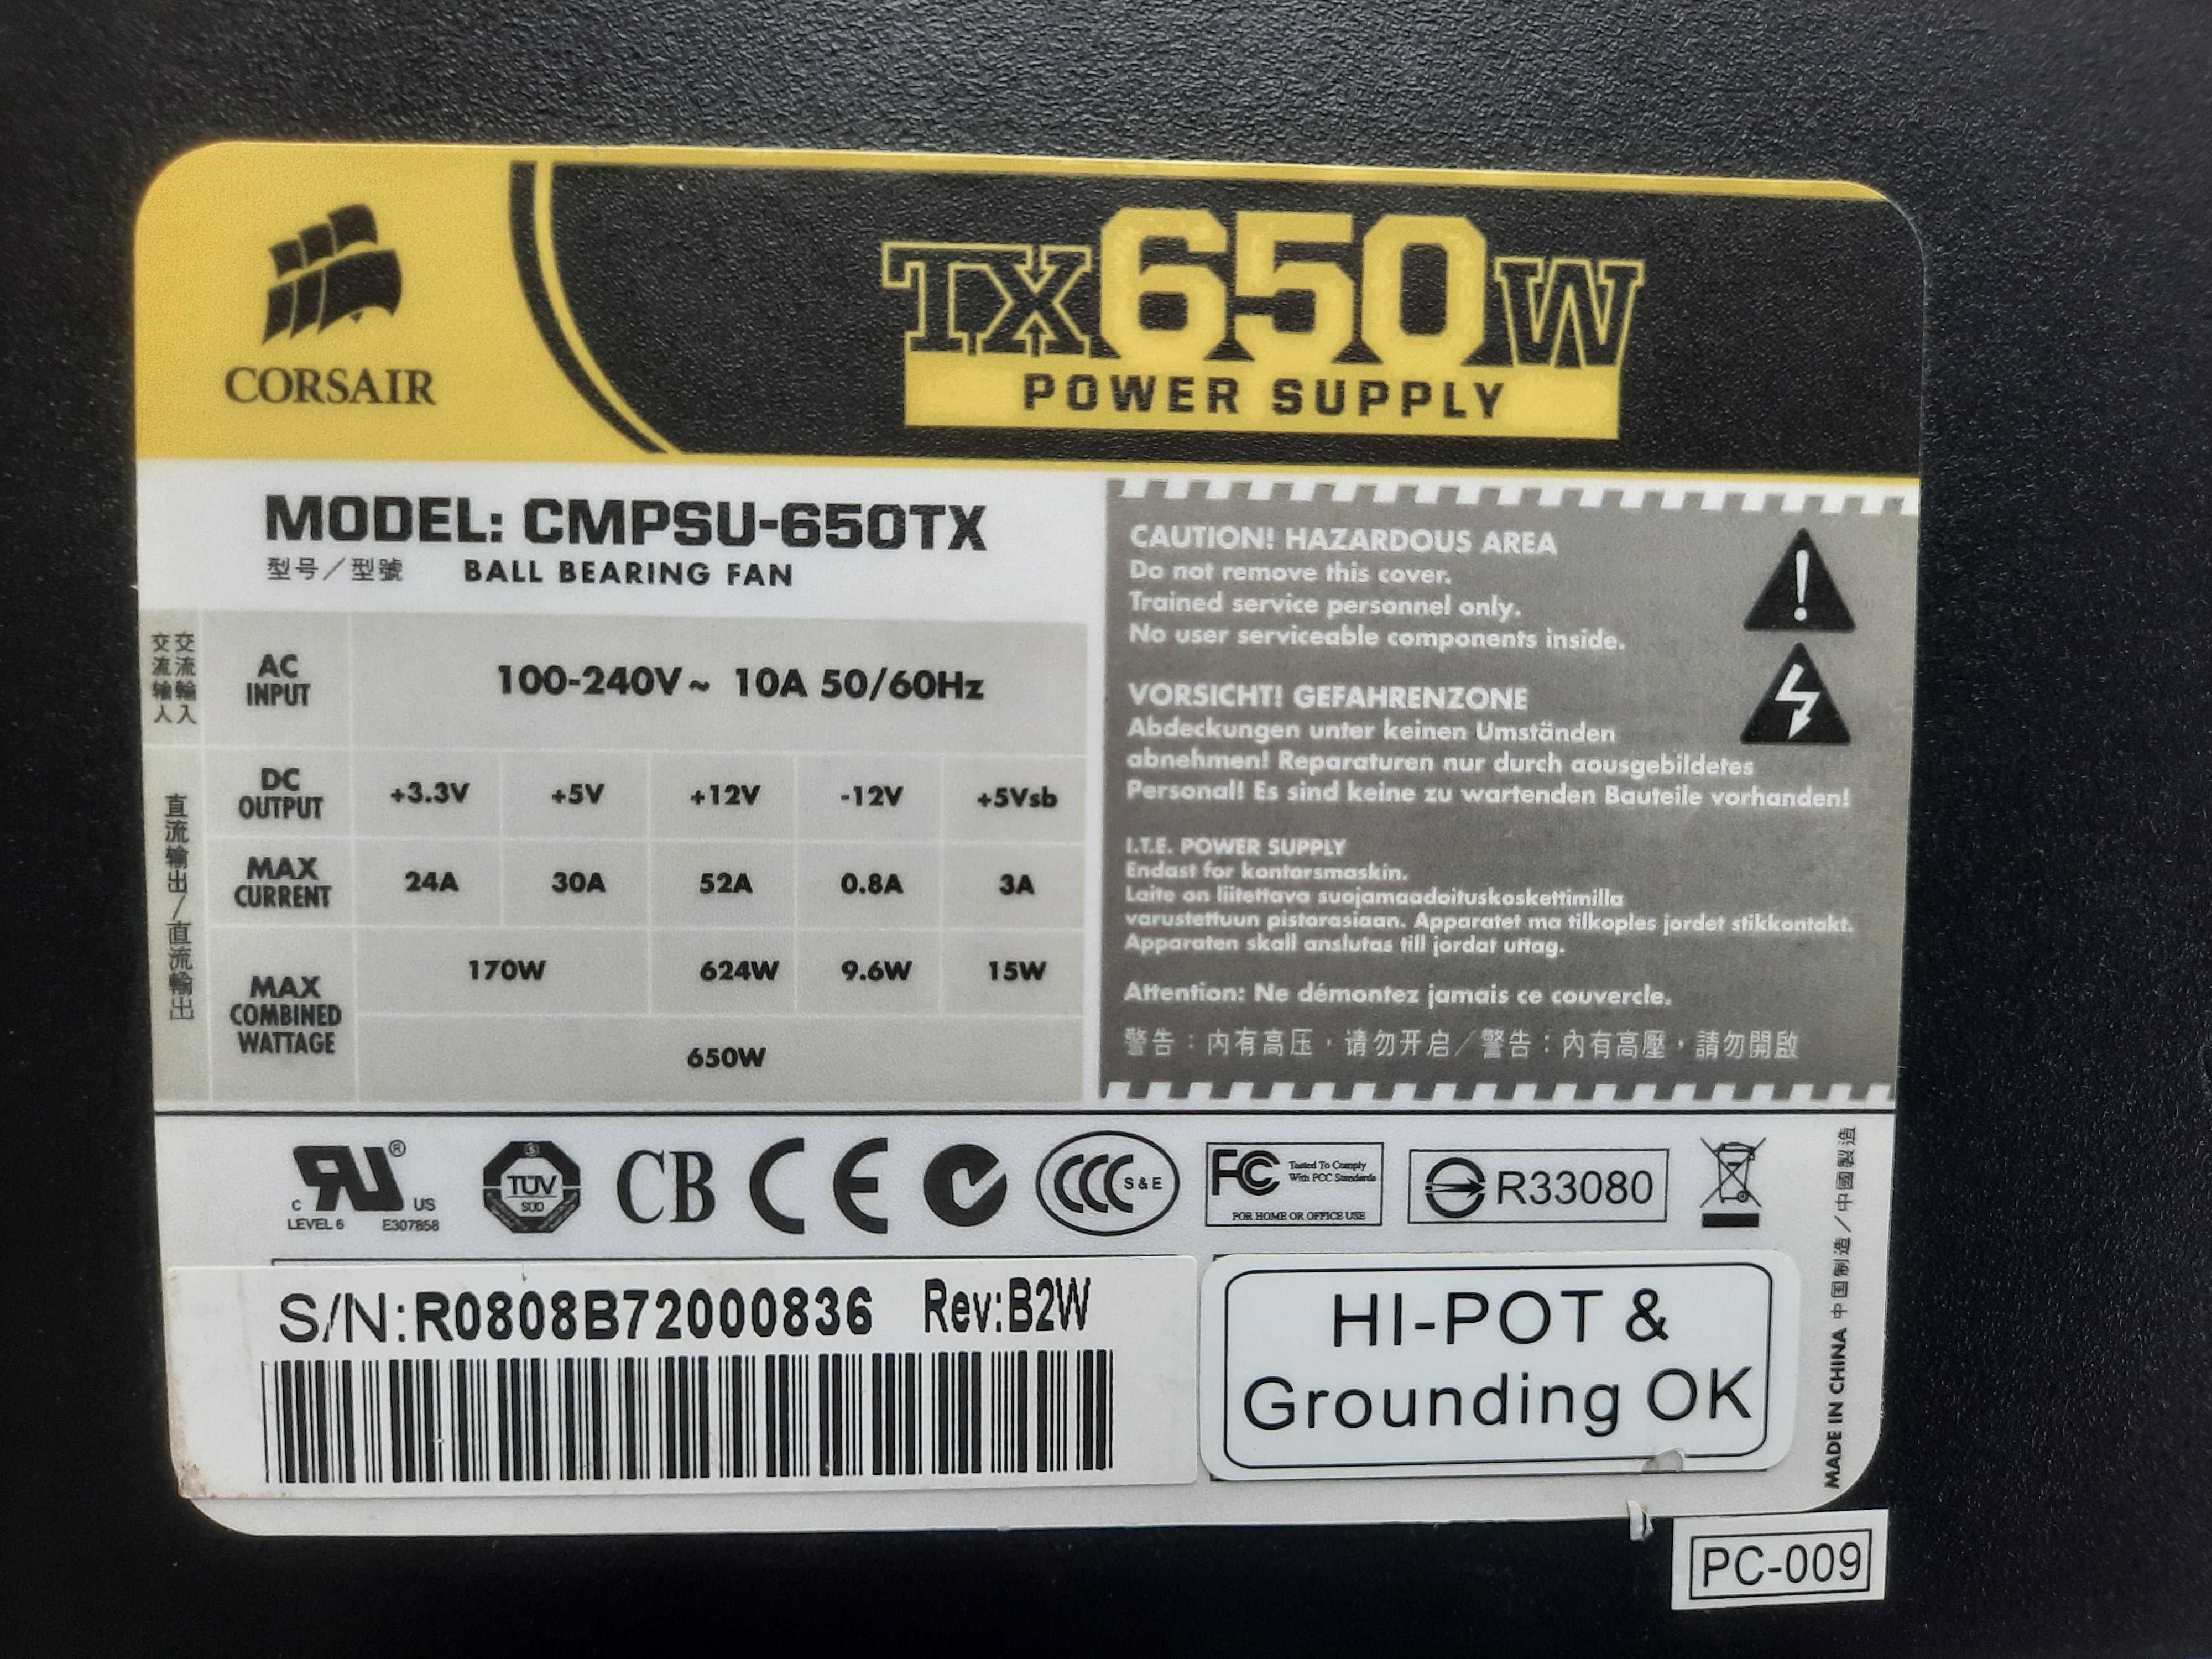 CORSAIR
TX650W
POWER SUPPLY
MODEL: CMPSU-650TX
型号／型號 BALL BEARING FAN
交流输入
交流輸入
AC INPUT
100-240V~ 10A 50/60Hz
直流输出/直流輸出
DC OUTPUT +3.3V +5V +12V -12V +5Vsb
MAX CURRENT 24A 30A 52A 0.8A 3A
MAX COMBINED WATTAGE 170W 624W 9.6W 15W
650W
CAUTION! HAZARDOUS AREA
Do not remove this cover.
Trained service personnel only.
No user serviceable components inside.
VORSICHT! GEFAHRENZONE
Abdeckungen unter keinen Umständen
abnehmen! Reparaturen nur durch aousgebildetes
Personal! Es sind keine zu wartenden Bauteile vorhanden!
I.T.E. POWER SUPPLY
Endast for kontorsmaskin.
Laite on liitettava suojamaadoituskoskettimilla
varustettuun pistorasiaan. Apparatet ma tilkoples jordet stikkontakt.
Apparaten skall anslutas till jordat uttag.
Attention: Ne démontez jamais ce couvercle.
警告：内有高压，请勿开启／警告：內有高壓，請勿開啟
c RU ® US
LEVEL 6 E307858
TÜV
SÜD
CB
CE
CCC S&E
FC Tested To Comply
With FCC Standards
FOR HOME OR OFFICE USE
R33080
MADE IN CHINA 中国制造／中國製造
S/N:R0808B72000836 Rev:B2W
HI-POT &
Grounding OK
PC-009